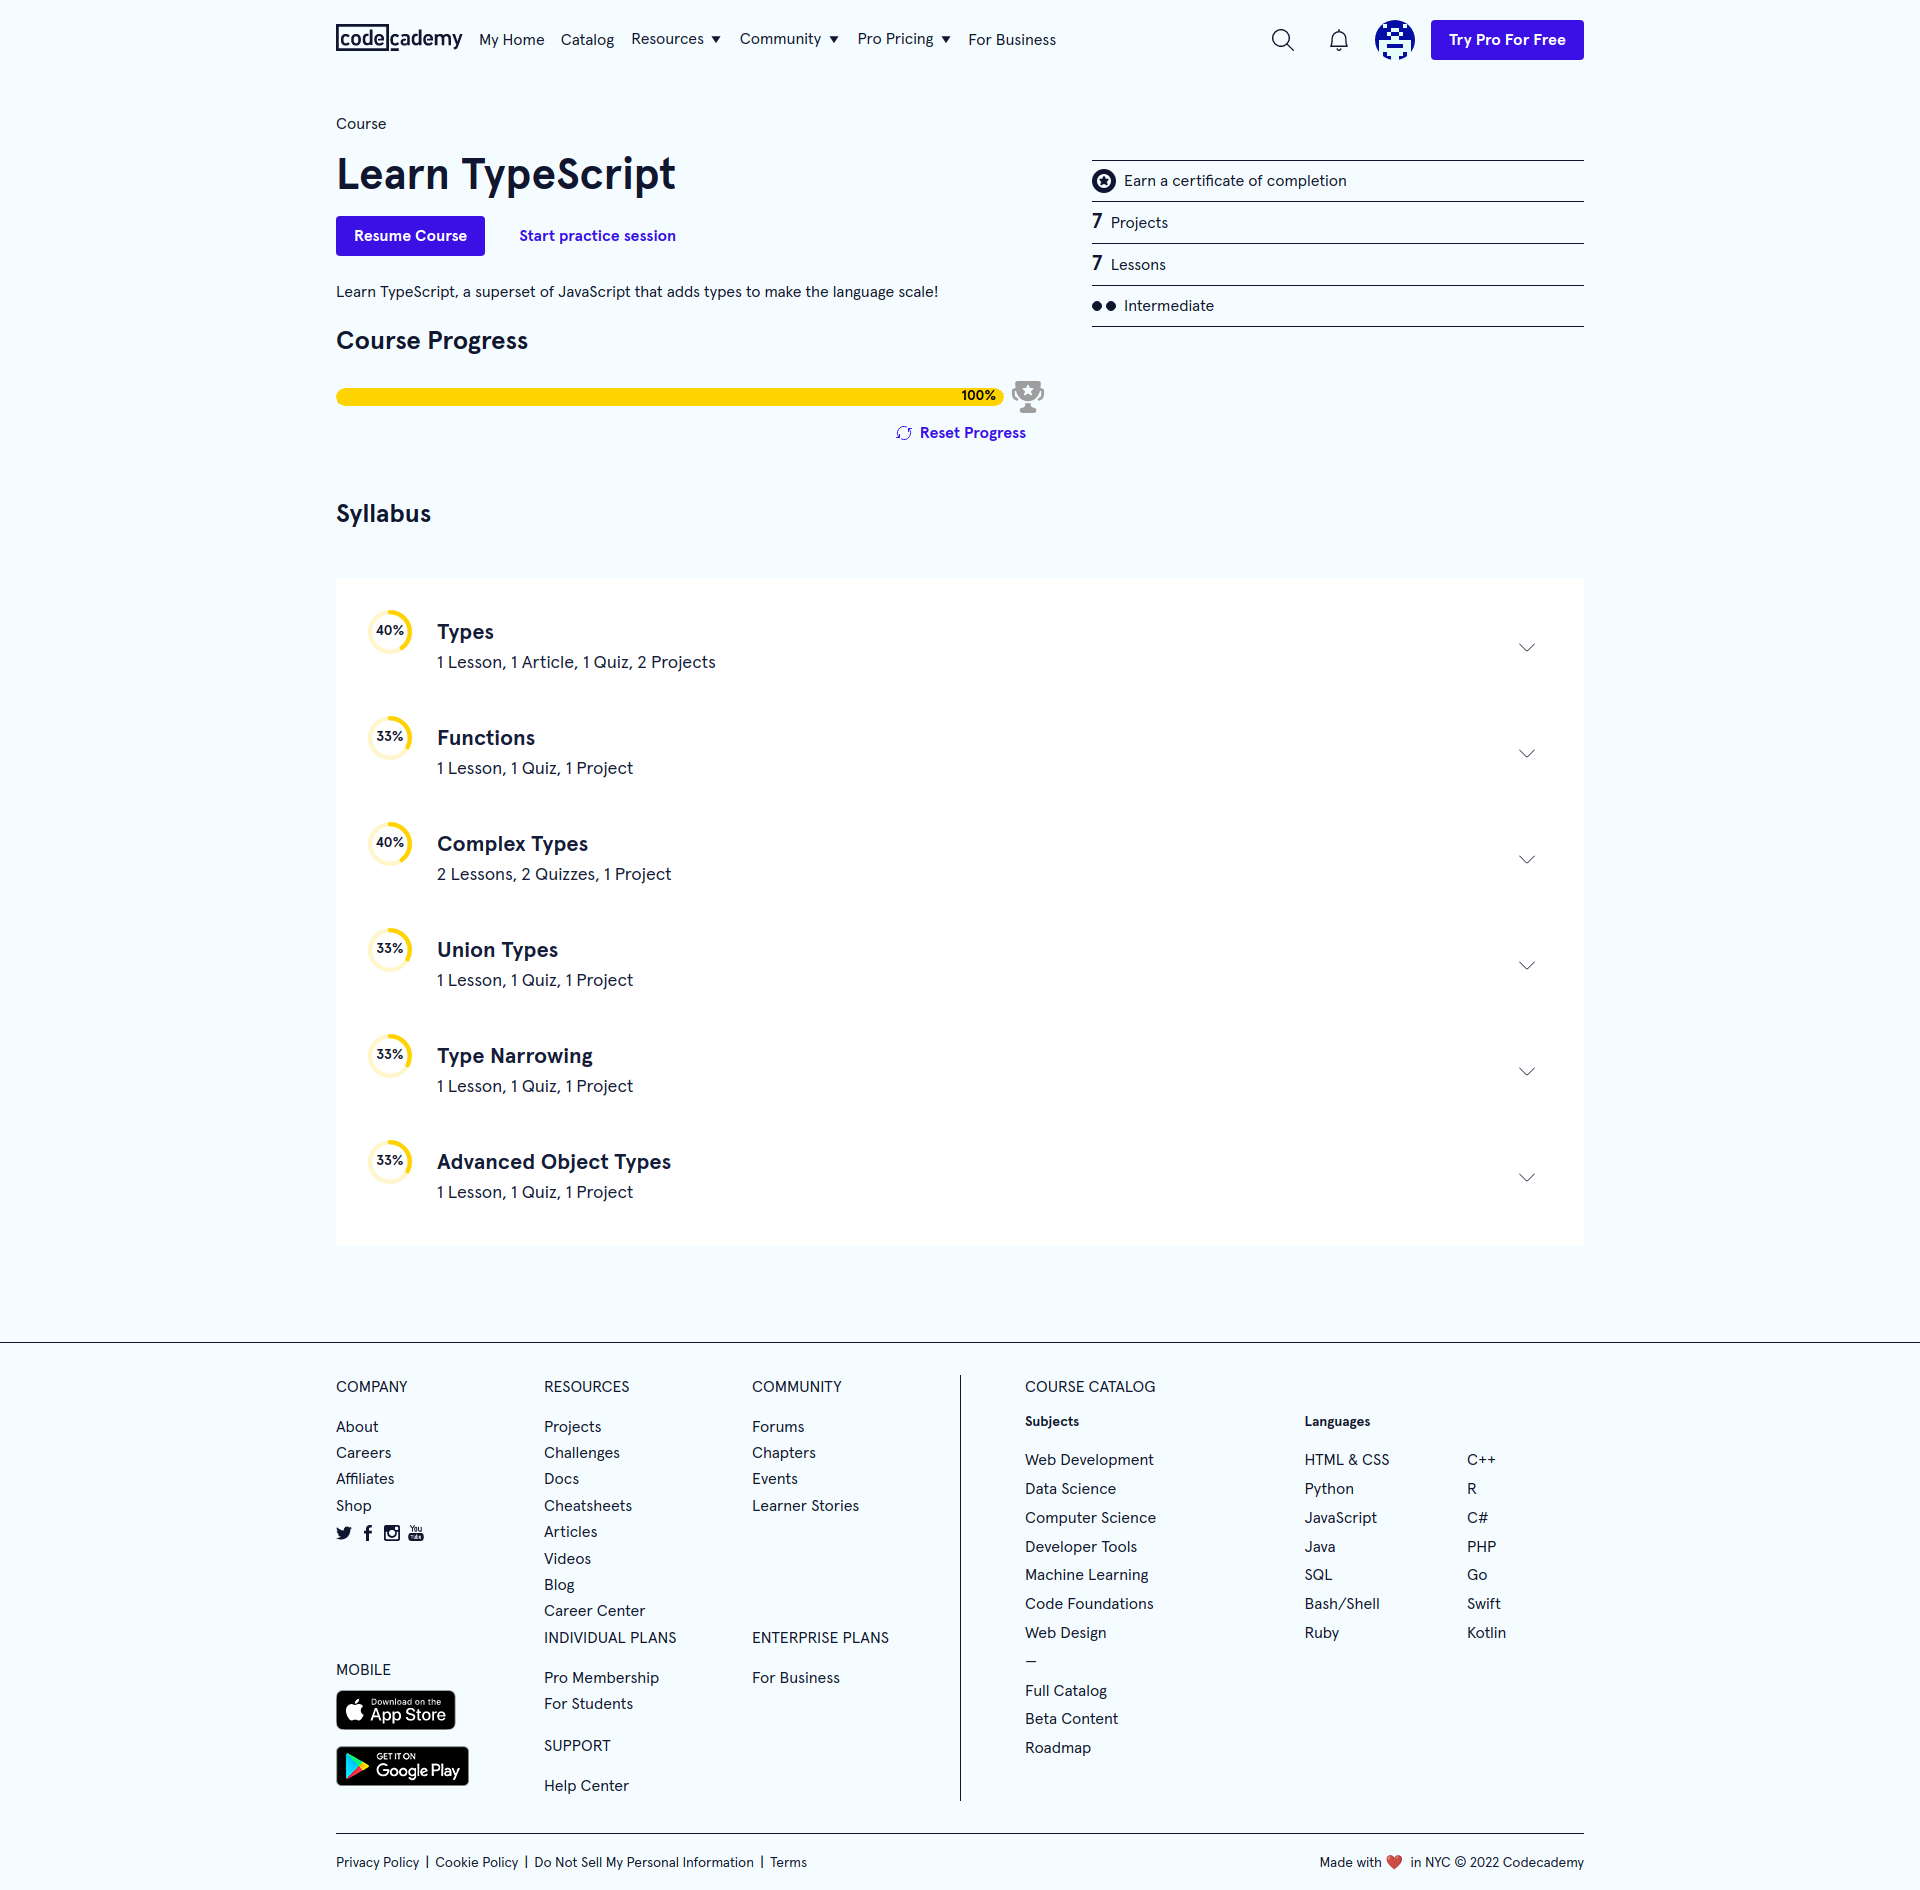 codecademy My Home Catalog Resources Community Pro Pricing For Business Try Pro For Free
Course
Learn TypeScript
Resume Course Start practice session
Learn TypeScript, a superset of JavaScript that adds types to make the language scale!
Earn a certificate of completion
7 Projects
7 Lessons
Intermediate
Course Progress
100%
Reset Progress
Syllabus
40% Types
1 Lesson, 1 Article, 1 Quiz, 2 Projects
33% Functions
1 Lesson, 1 Quiz, 1 Project
40% Complex Types
2 Lessons, 2 Quizzes, 1 Project
33% Union Types
1 Lesson, 1 Quiz, 1 Project
33% Type Narrowing
1 Lesson, 1 Quiz, 1 Project
33% Advanced Object Types
1 Lesson, 1 Quiz, 1 Project
COMPANY
About
Careers
Affiliates
Shop
You
Tube
MOBILE
Download on the
App Store
GET IT ON
Google Play
RESOURCES
Projects
Challenges
Docs
Cheatsheets
Articles
Videos
Blog
Career Center
INDIVIDUAL PLANS
Pro Membership
For Students
SUPPORT
Help Center
COMMUNITY
Forums
Chapters
Events
Learner Stories
ENTERPRISE PLANS
For Business
COURSE CATALOG
Subjects
Web Development
Data Science
Computer Science
Developer Tools
Machine Learning
Code Foundations
Web Design
—
Full Catalog
Beta Content
Roadmap
Languages
HTML & CSS
Python
JavaScript
Java
SQL
Bash/Shell
Ruby
C++
R
C#
PHP
Go
Swift
Kotlin
Privacy Policy | Cookie Policy | Do Not Sell My Personal Information | Terms
Made with ❤️ in NYC © 2022 Codecademy